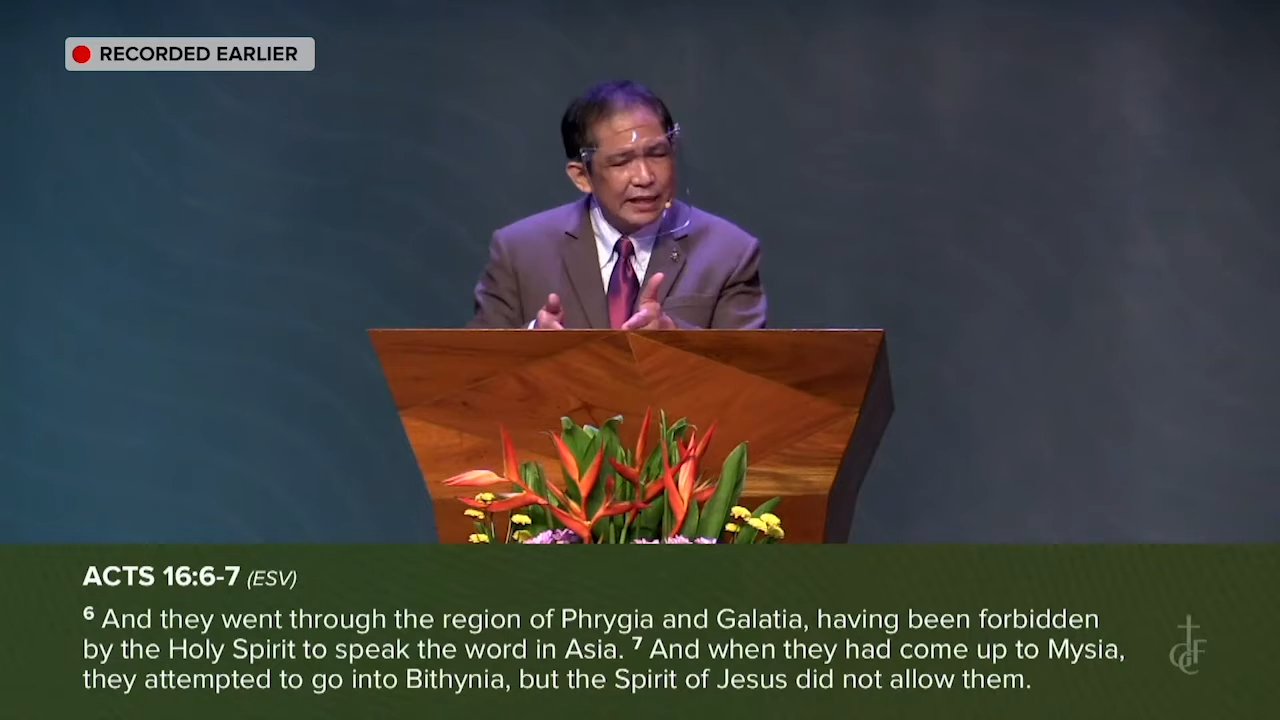 RECORDED EARLIER
ACTS 16:6-7 (ESV)
⁶ And they went through the region of Phrygia and Galatia, having been forbidden
by the Holy Spirit to speak the word in Asia. ⁷ And when they had come up to Mysia,
they attempted to go into Bithynia, but the Spirit of Jesus did not allow them.